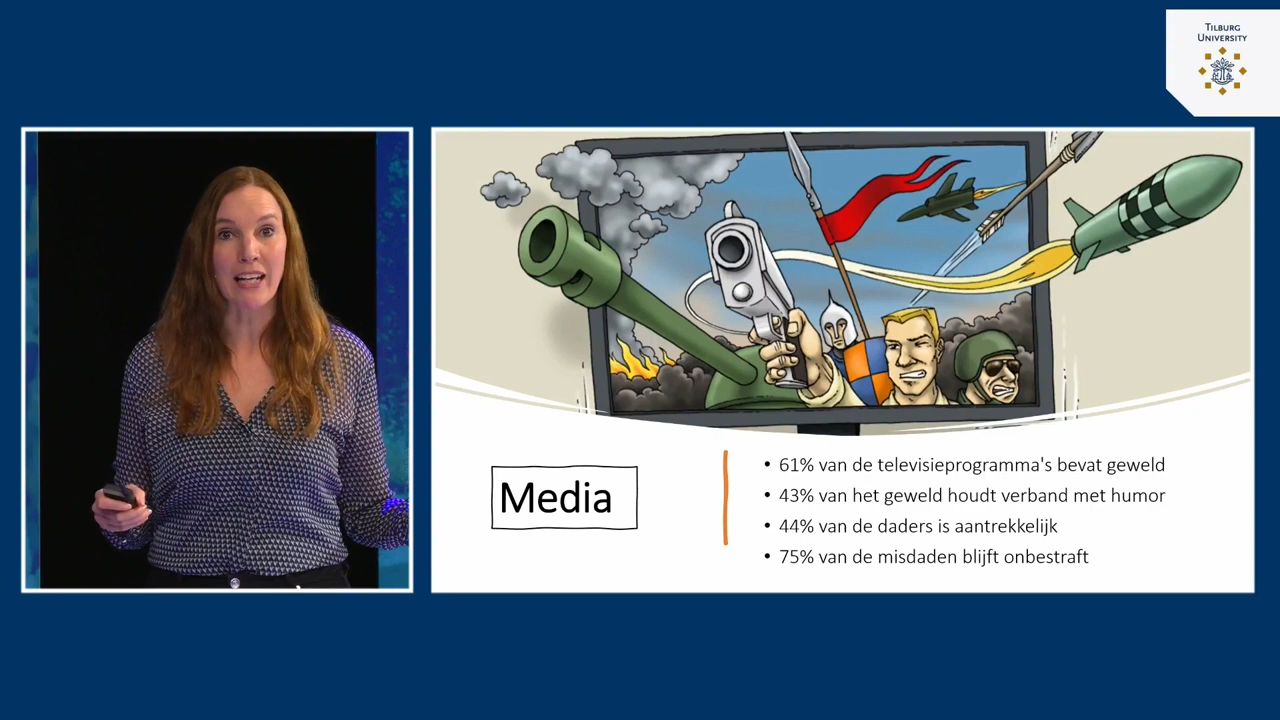 TILBURG
UNIVERSITY
Media
• 61% van de televisieprogramma's bevat geweld
• 43% van het geweld houdt verband met humor
• 44% van de daders is aantrekkelijk
• 75% van de misdaden blijft onbestraft